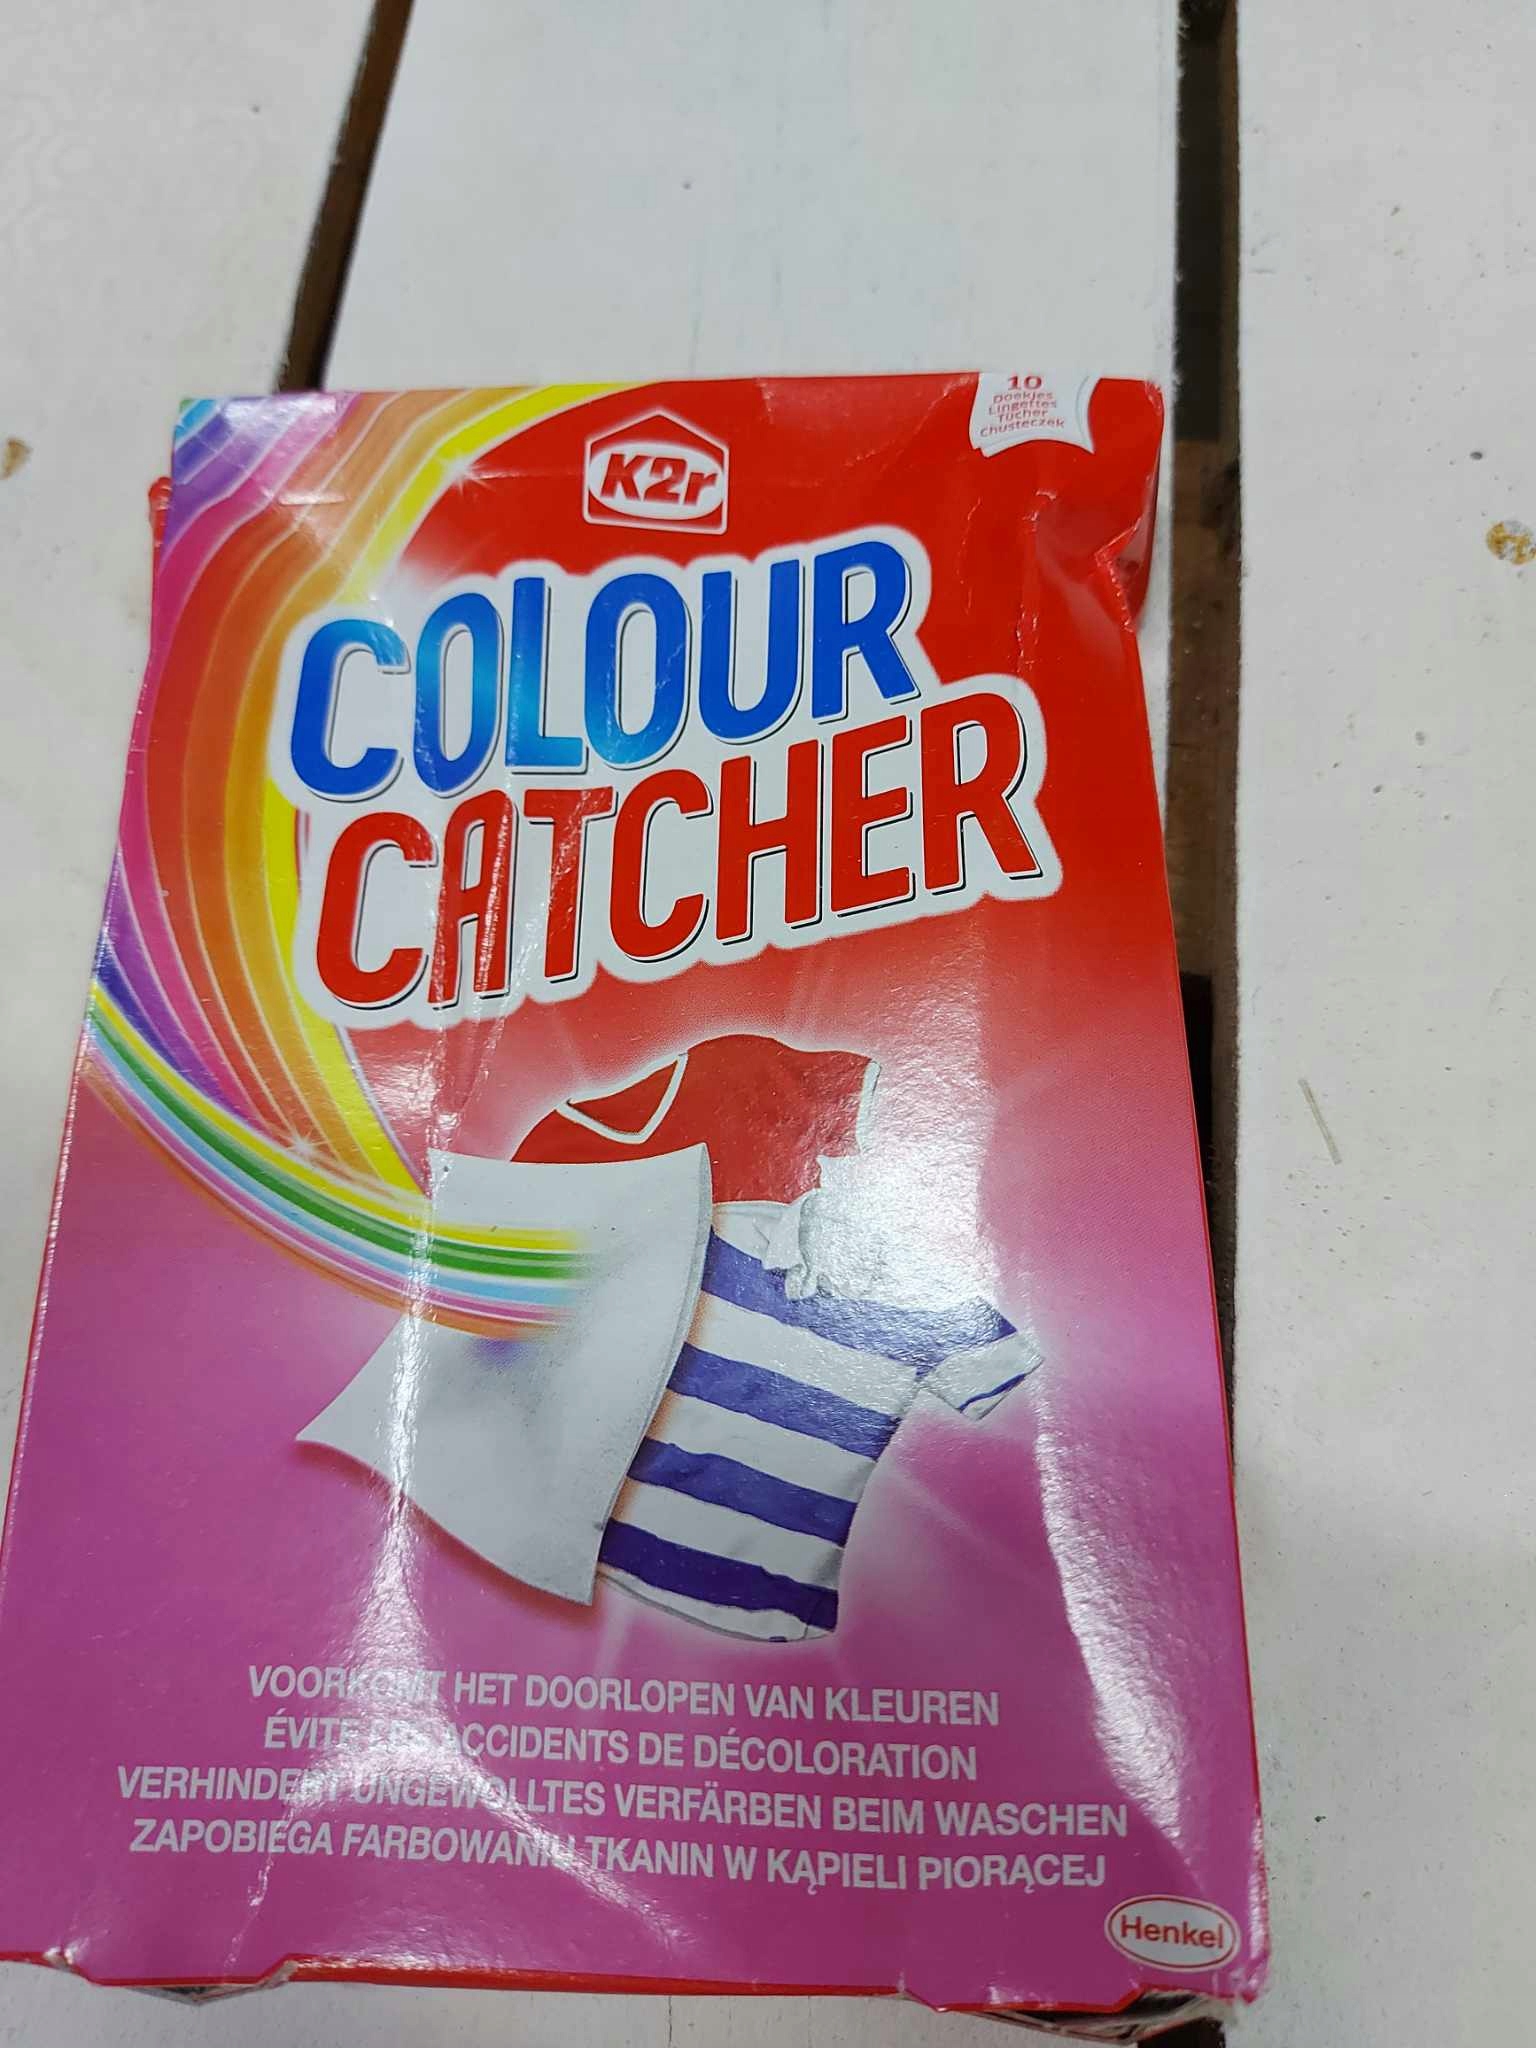 10
Doekjes
Lingettes
Tücher
Chusteczek
K2r
COLOUR
CATCHER
VOORKOMT HET DOORLOPEN VAN KLEUREN
ÉVITE LES ACCIDENTS DE DÉCOLORATION
VERHINDERT UNGEWOLLTES VERFÄRBEN BEIM WASCHEN
ZAPOBIEGA FARBOWANIU TKANIN W KĄPIELI PIORĄCEJ
Henkel